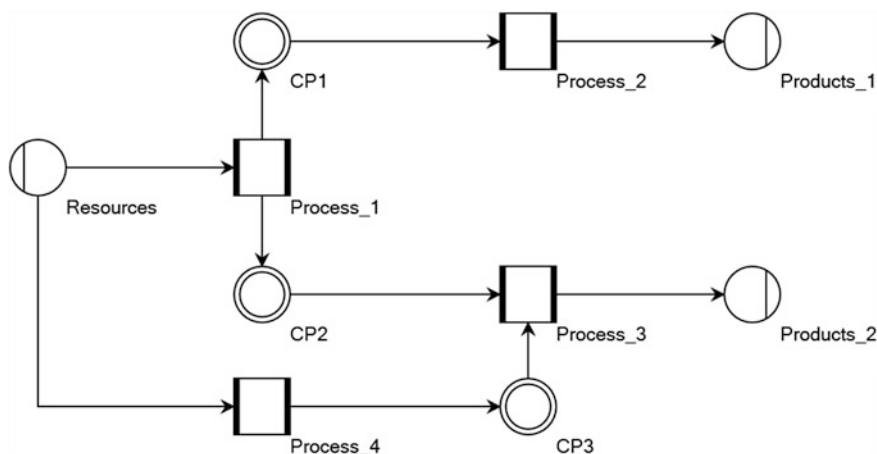 CP1
Process_2
Products_1
Resources
Process_1
CP2
Process_3
Products_2
Process_4
CP3